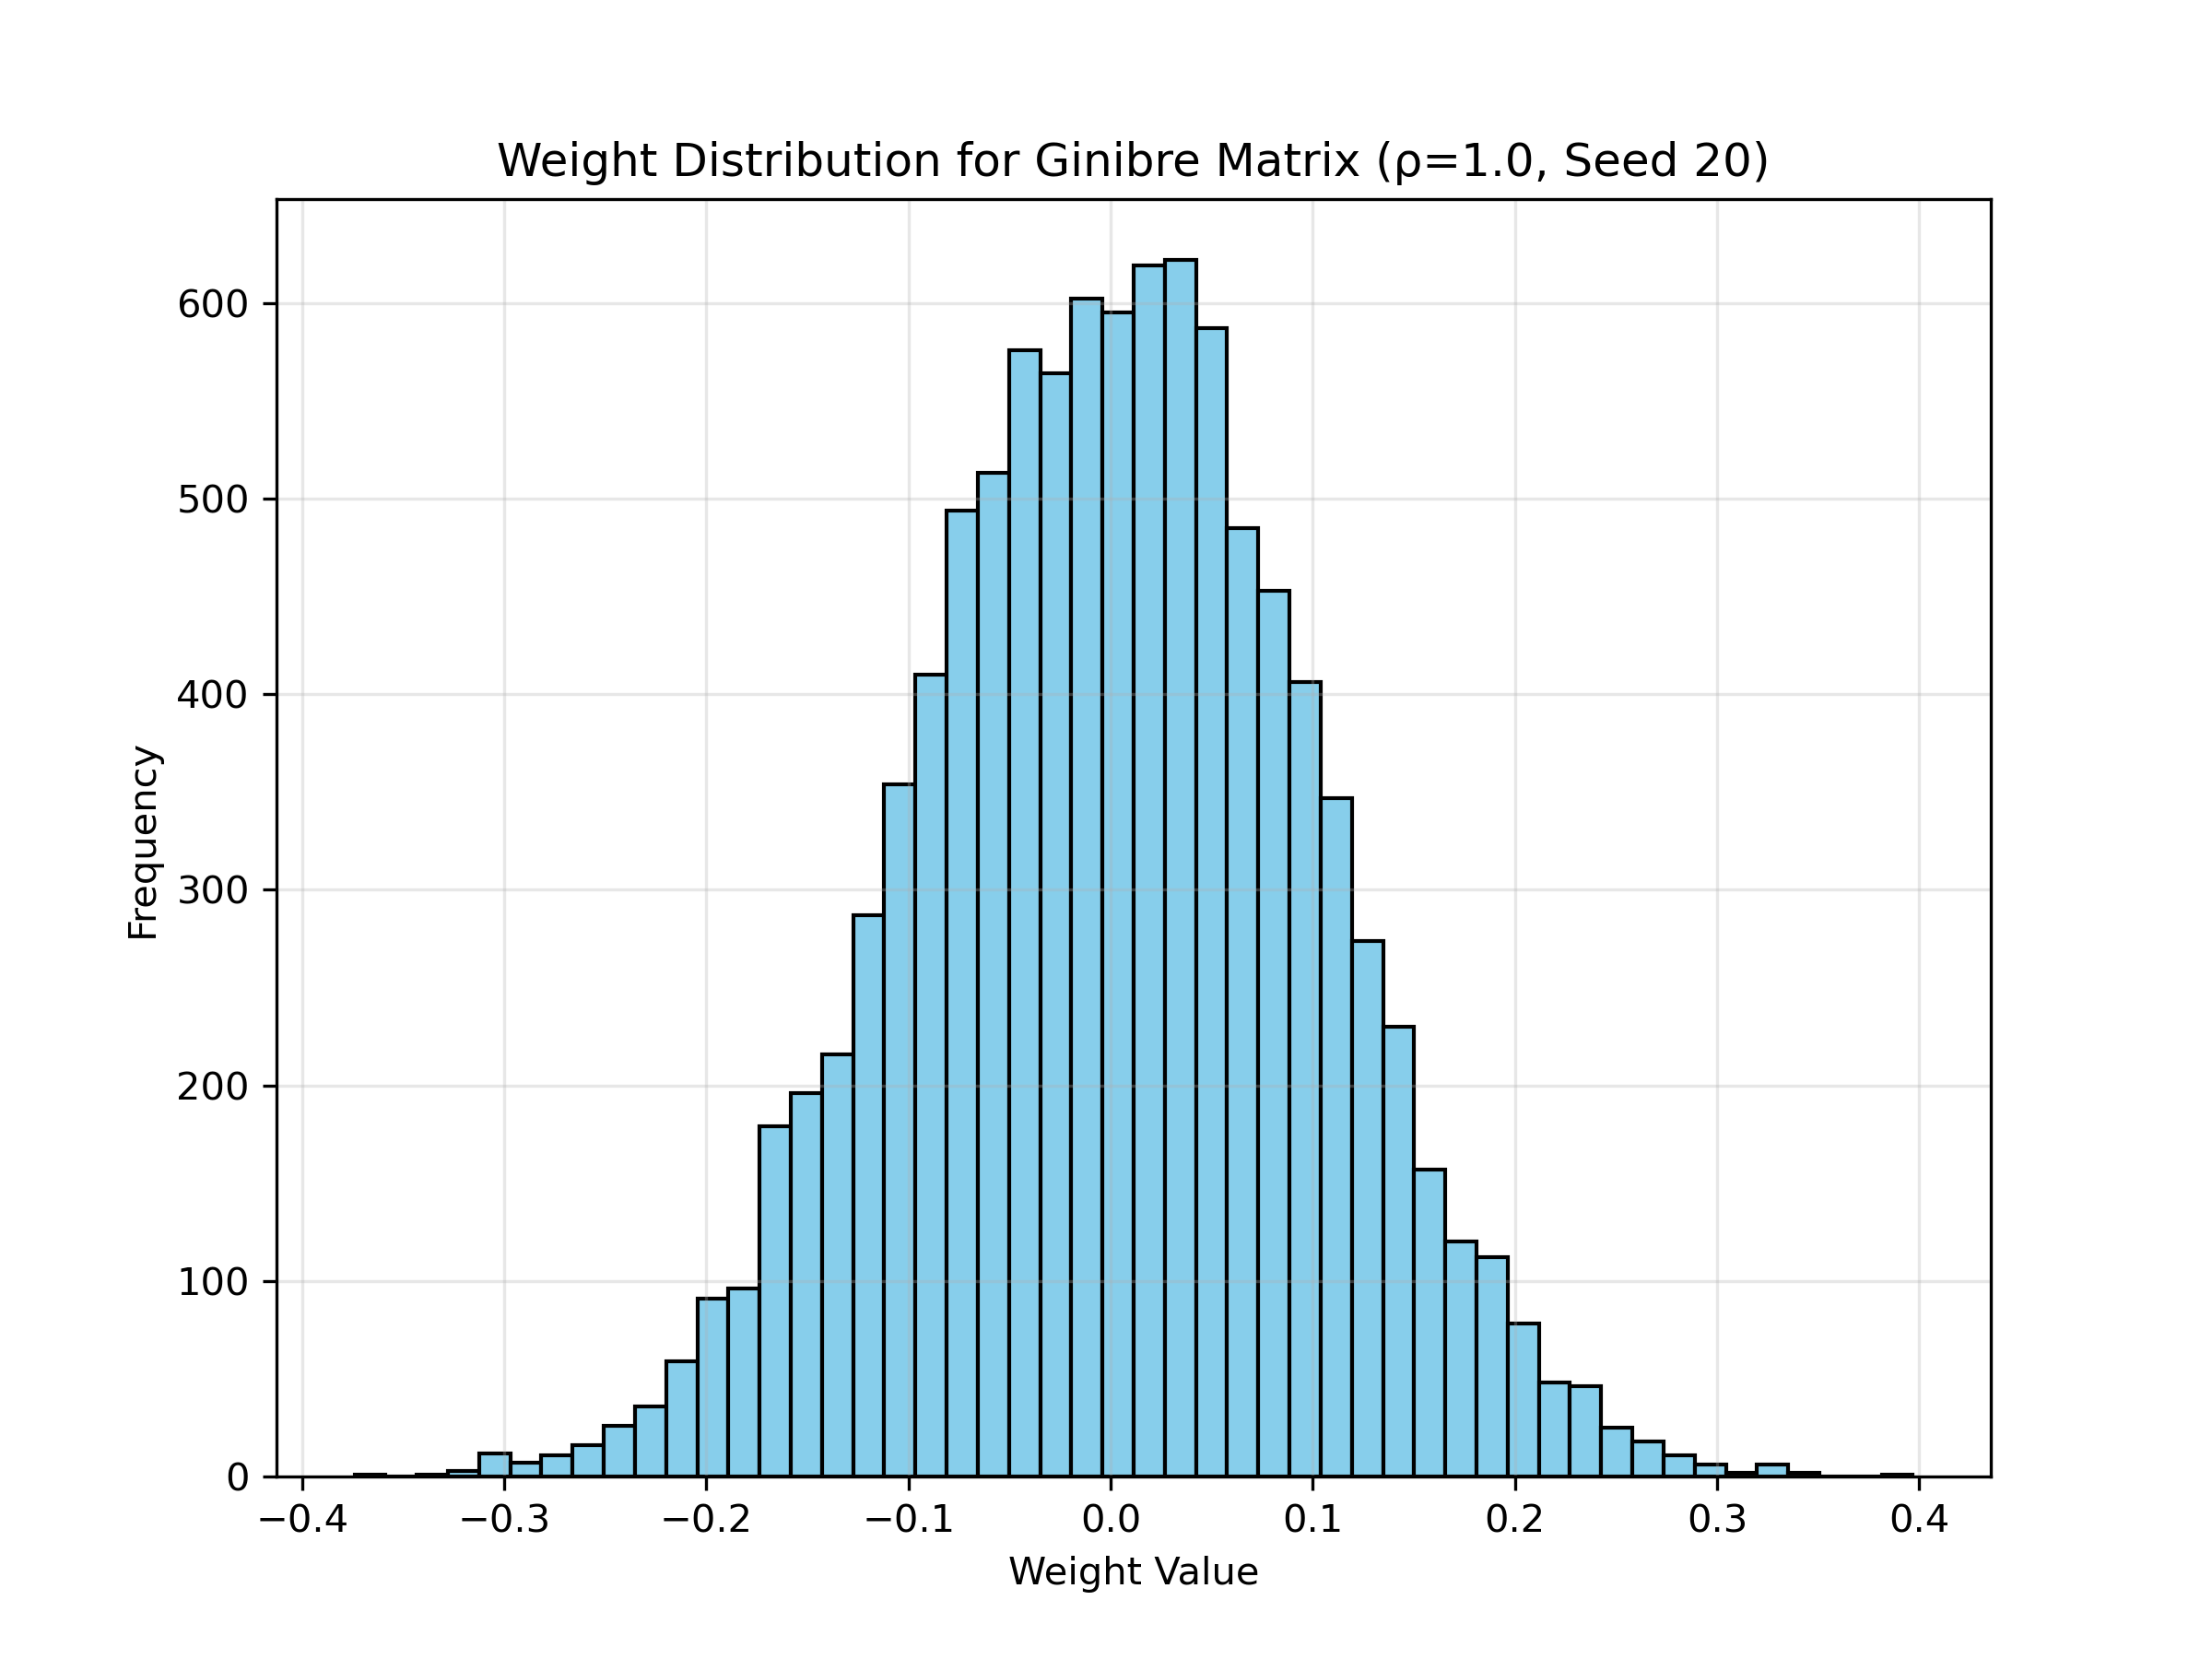 Weight Distribution for Ginibre Matrix (ρ=1.0, Seed 20)
Frequency
600
500
400
300
200
100
0
−0.4 −0.3 −0.2 −0.1 0.0 0.1 0.2 0.3 0.4
Weight Value